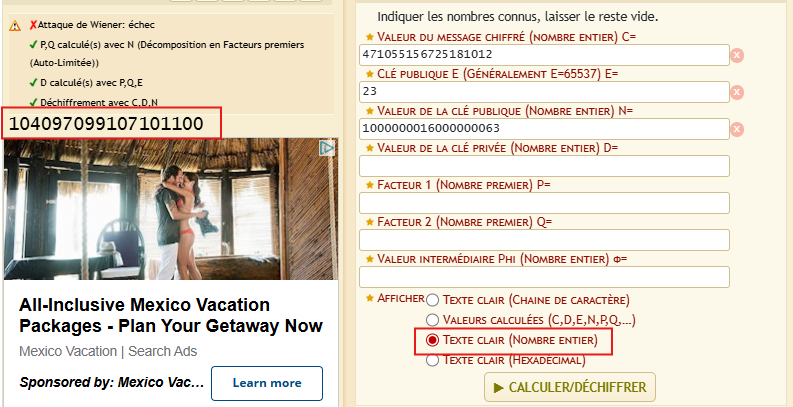 ✗Attaque de Wiener: échec
✓ P,Q calculé(s) avec N (Décomposition en Facteurs premiers
(Auto-Limitée))
✓ D calculé(s) avec P,Q,E
✓ Déchiffrement avec C,D,N
104097099107101100
All-Inclusive Mexico Vacation
Packages - Plan Your Getaway Now
Mexico Vacation | Search Ads
Sponsored by: Mexico Vac...
Learn more
Indiquer les nombres connus, laisser le reste vide.
★ Valeur du message chiffré (nombre entier) C=
471055156725181012
x
★ Clé publique E (Généralement E=65537) E=
23
x
★ Valeur de la clé publique (Nombre entier) N=
1000000016000000063
x
★ Valeur de la clé privée (Nombre entier) D=
★ Facteur 1 (Nombre premier) P=
★ Facteur 2 (Nombre premier) Q=
★ Valeur intermédiaire Phi (Nombre entier) Φ=
★ Afficher Texte clair (Chaine de caractère)
Valeurs calculées (C,D,E,N,P,Q,...)
Texte clair (Nombre entier)
Texte clair (Hexadécimal)
▶ CALCULER/DÉCHIFFRER